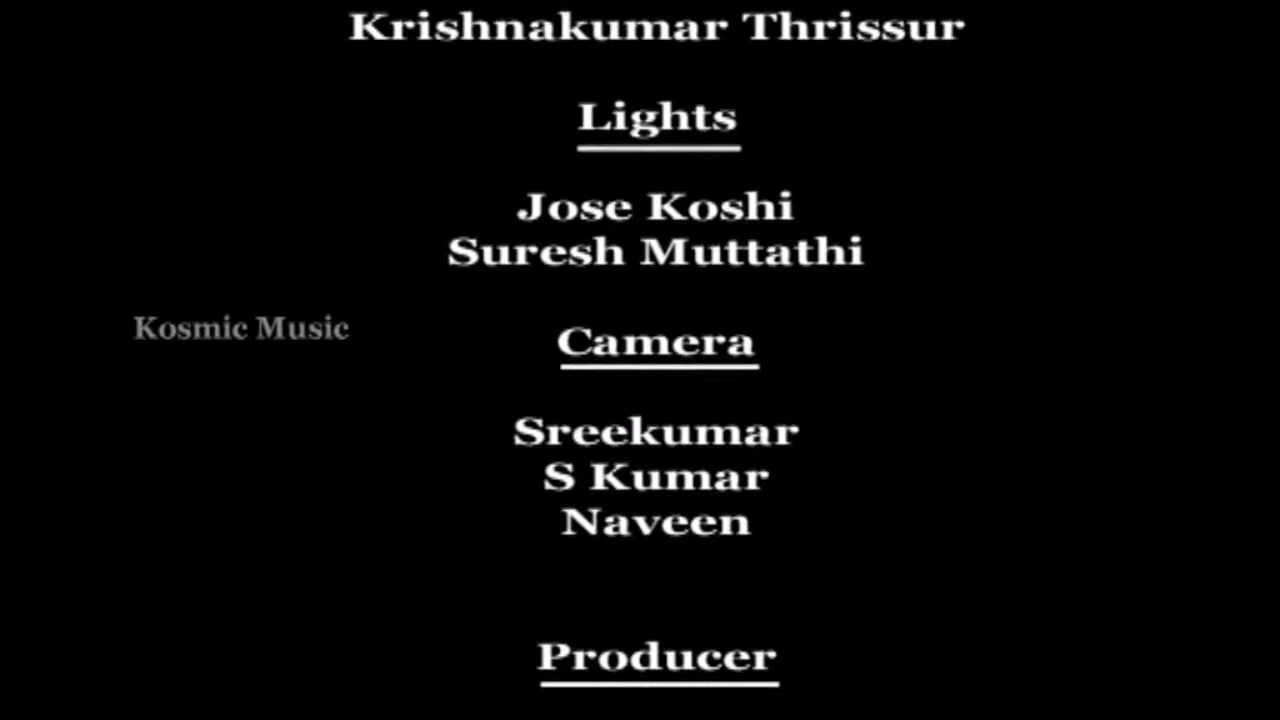 Krishnakumar Thrissur
Lights
Jose Koshi
Suresh Muttathi
Kosmic Music
Camera
Sreekumar
S Kumar
Naveen
Producer